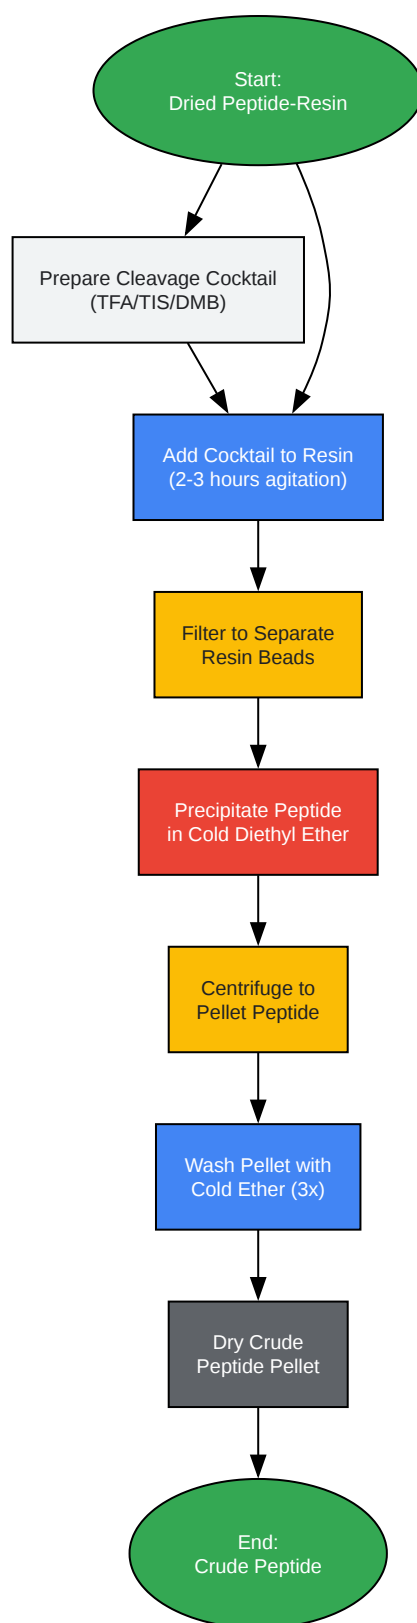 Start:
Dried Peptide-Resin
Prepare Cleavage Cocktail
(TFA/TIS/DMB)
Add Cocktail to Resin
(2-3 hours agitation)
Filter to Separate
Resin Beads
Precipitate Peptide
in Cold Diethyl Ether
Centrifuge to
Pellet Peptide
Wash Pellet with
Cold Ether (3x)
Dry Crude
Peptide Pellet
End:
Crude Peptide